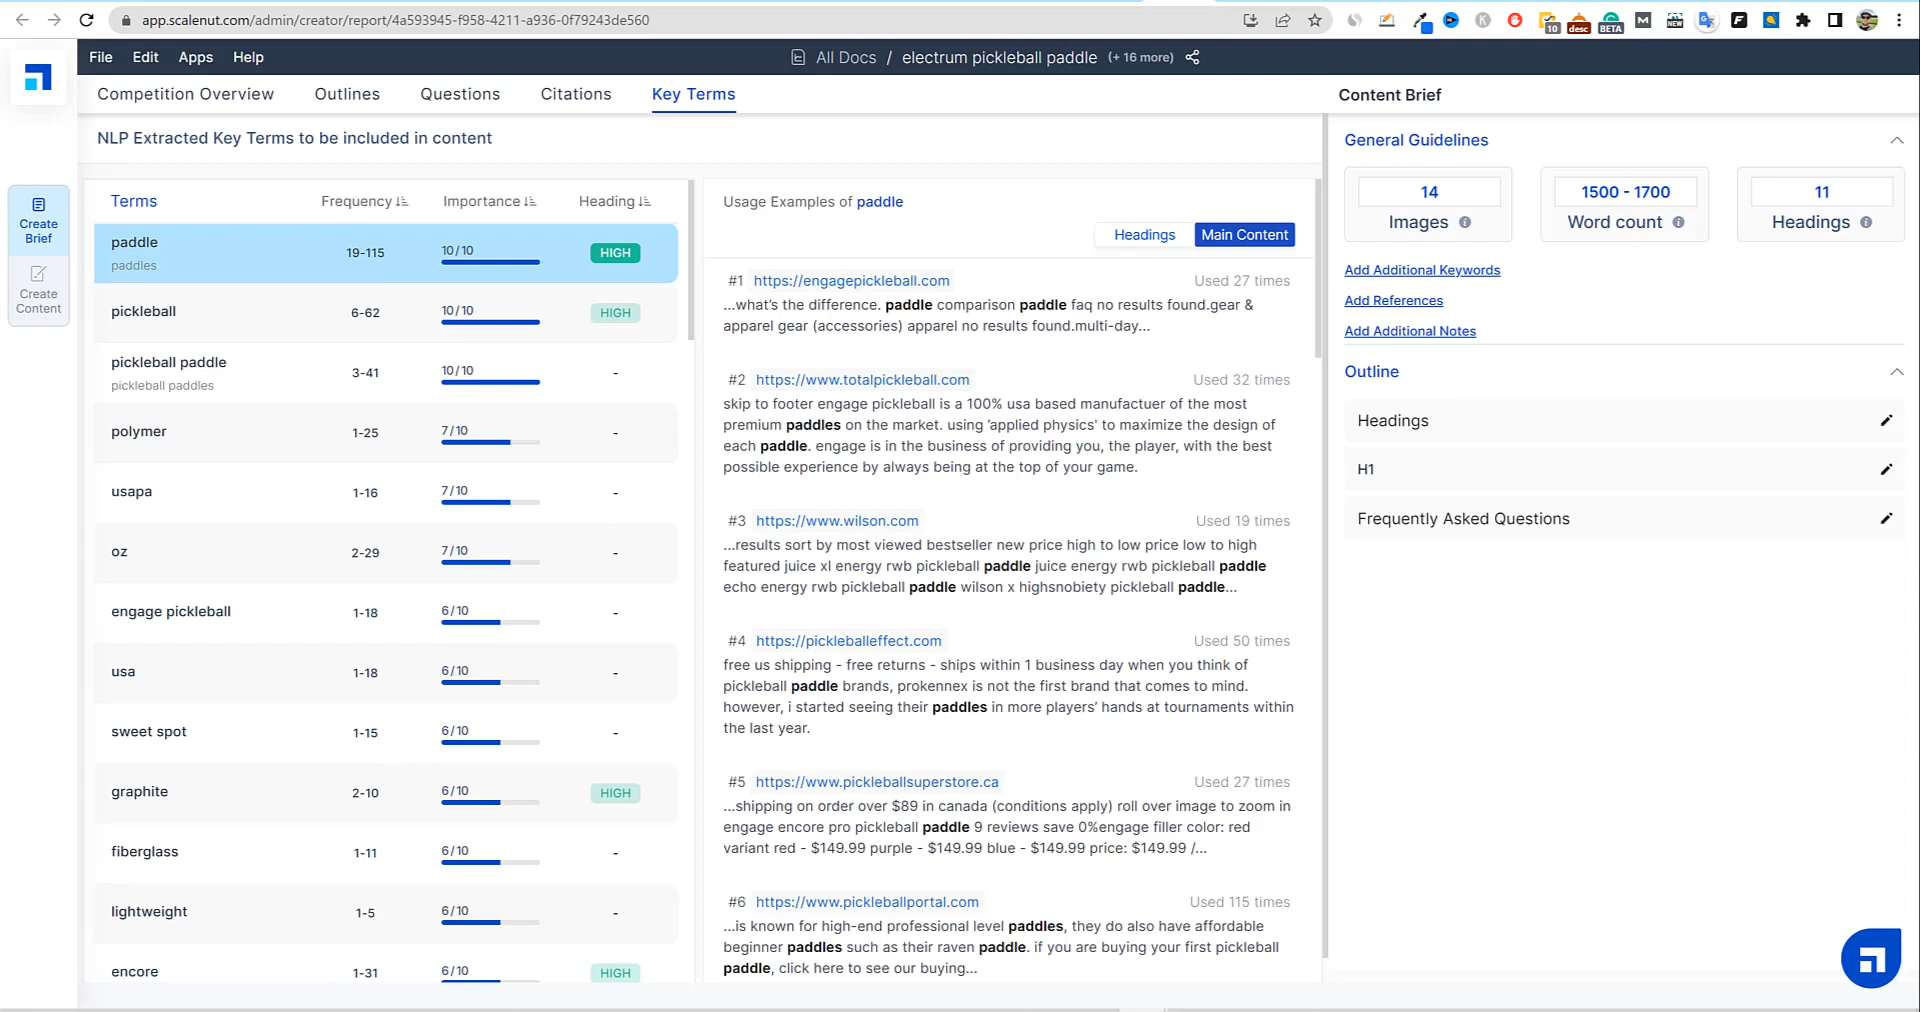 app.scalenut.com/admin/creator/report/4a593945-f958-4211-a936-0f79243de560
10
desc
BETA
NEW
File Edit Apps Help
All Docs / electrum pickleball paddle (+ 16 more)
Competition Overview Outlines Questions Citations Key Terms
Content Brief
NLP Extracted Key Terms to be included in content
Create
Brief
Create
Content
Terms Frequency Importance Heading
paddle 19-115 10/10 HIGH
paddles
pickleball 6-62 10/10 HIGH
pickleball paddle 3-41 10/10 -
pickleball paddles
polymer 1-25 7/10 -
usapa 1-16 7/10 -
oz 2-29 7/10 -
engage pickleball 1-18 6/10 -
usa 1-18 6/10 -
sweet spot 1-15 6/10 -
graphite 2-10 6/10 HIGH
fiberglass 1-11 6/10 -
lightweight 1-5 6/10 -
encore 1-31 6/10 HIGH
Usage Examples of paddle
Headings Main Content
#1 https://engagepickleball.com Used 27 times
...what's the difference. paddle comparison paddle faq no results found.gear &
apparel gear (accessories) apparel no results found.multi-day...
#2 https://www.totalpickleball.com Used 32 times
skip to footer engage pickleball is a 100% usa based manufactuer of the most
premium paddles on the market. using 'applied physics' to maximize the design of
each paddle. engage is in the business of providing you, the player, with the best
possible experience by always being at the top of your game.
#3 https://www.wilson.com Used 19 times
...results sort by most viewed bestseller new price high to low price low to high
featured juice xl energy rwb pickleball paddle juice energy rwb pickleball paddle
echo energy rwb pickleball paddle wilson x highsnobiety pickleball paddle...
#4 https://pickleballeffect.com Used 50 times
free us shipping - free returns - ships within 1 business day when you think of
pickleball paddle brands, prokennex is not the first brand that comes to mind.
however, i started seeing their paddles in more players' hands at tournaments within
the last year.
#5 https://www.pickleballsuperstore.ca Used 27 times
...shipping on order over $89 in canada (conditions apply) roll over image to zoom in
engage encore pro pickleball paddle 9 reviews save 0%engage filler color: red
variant red - $149.99 purple - $149.99 blue - $149.99 price: $149.99 /...
#6 https://www.pickleballportal.com Used 115 times
...is known for high-end professional level paddles, they do also have affordable
beginner paddles such as their raven paddle. if you are buying your first pickleball
paddle, click here to see our buying...
General Guidelines
14 1500 - 1700 11
Images Word count Headings
Add Additional Keywords
Add References
Add Additional Notes
Outline
Headings
H1
Frequently Asked Questions